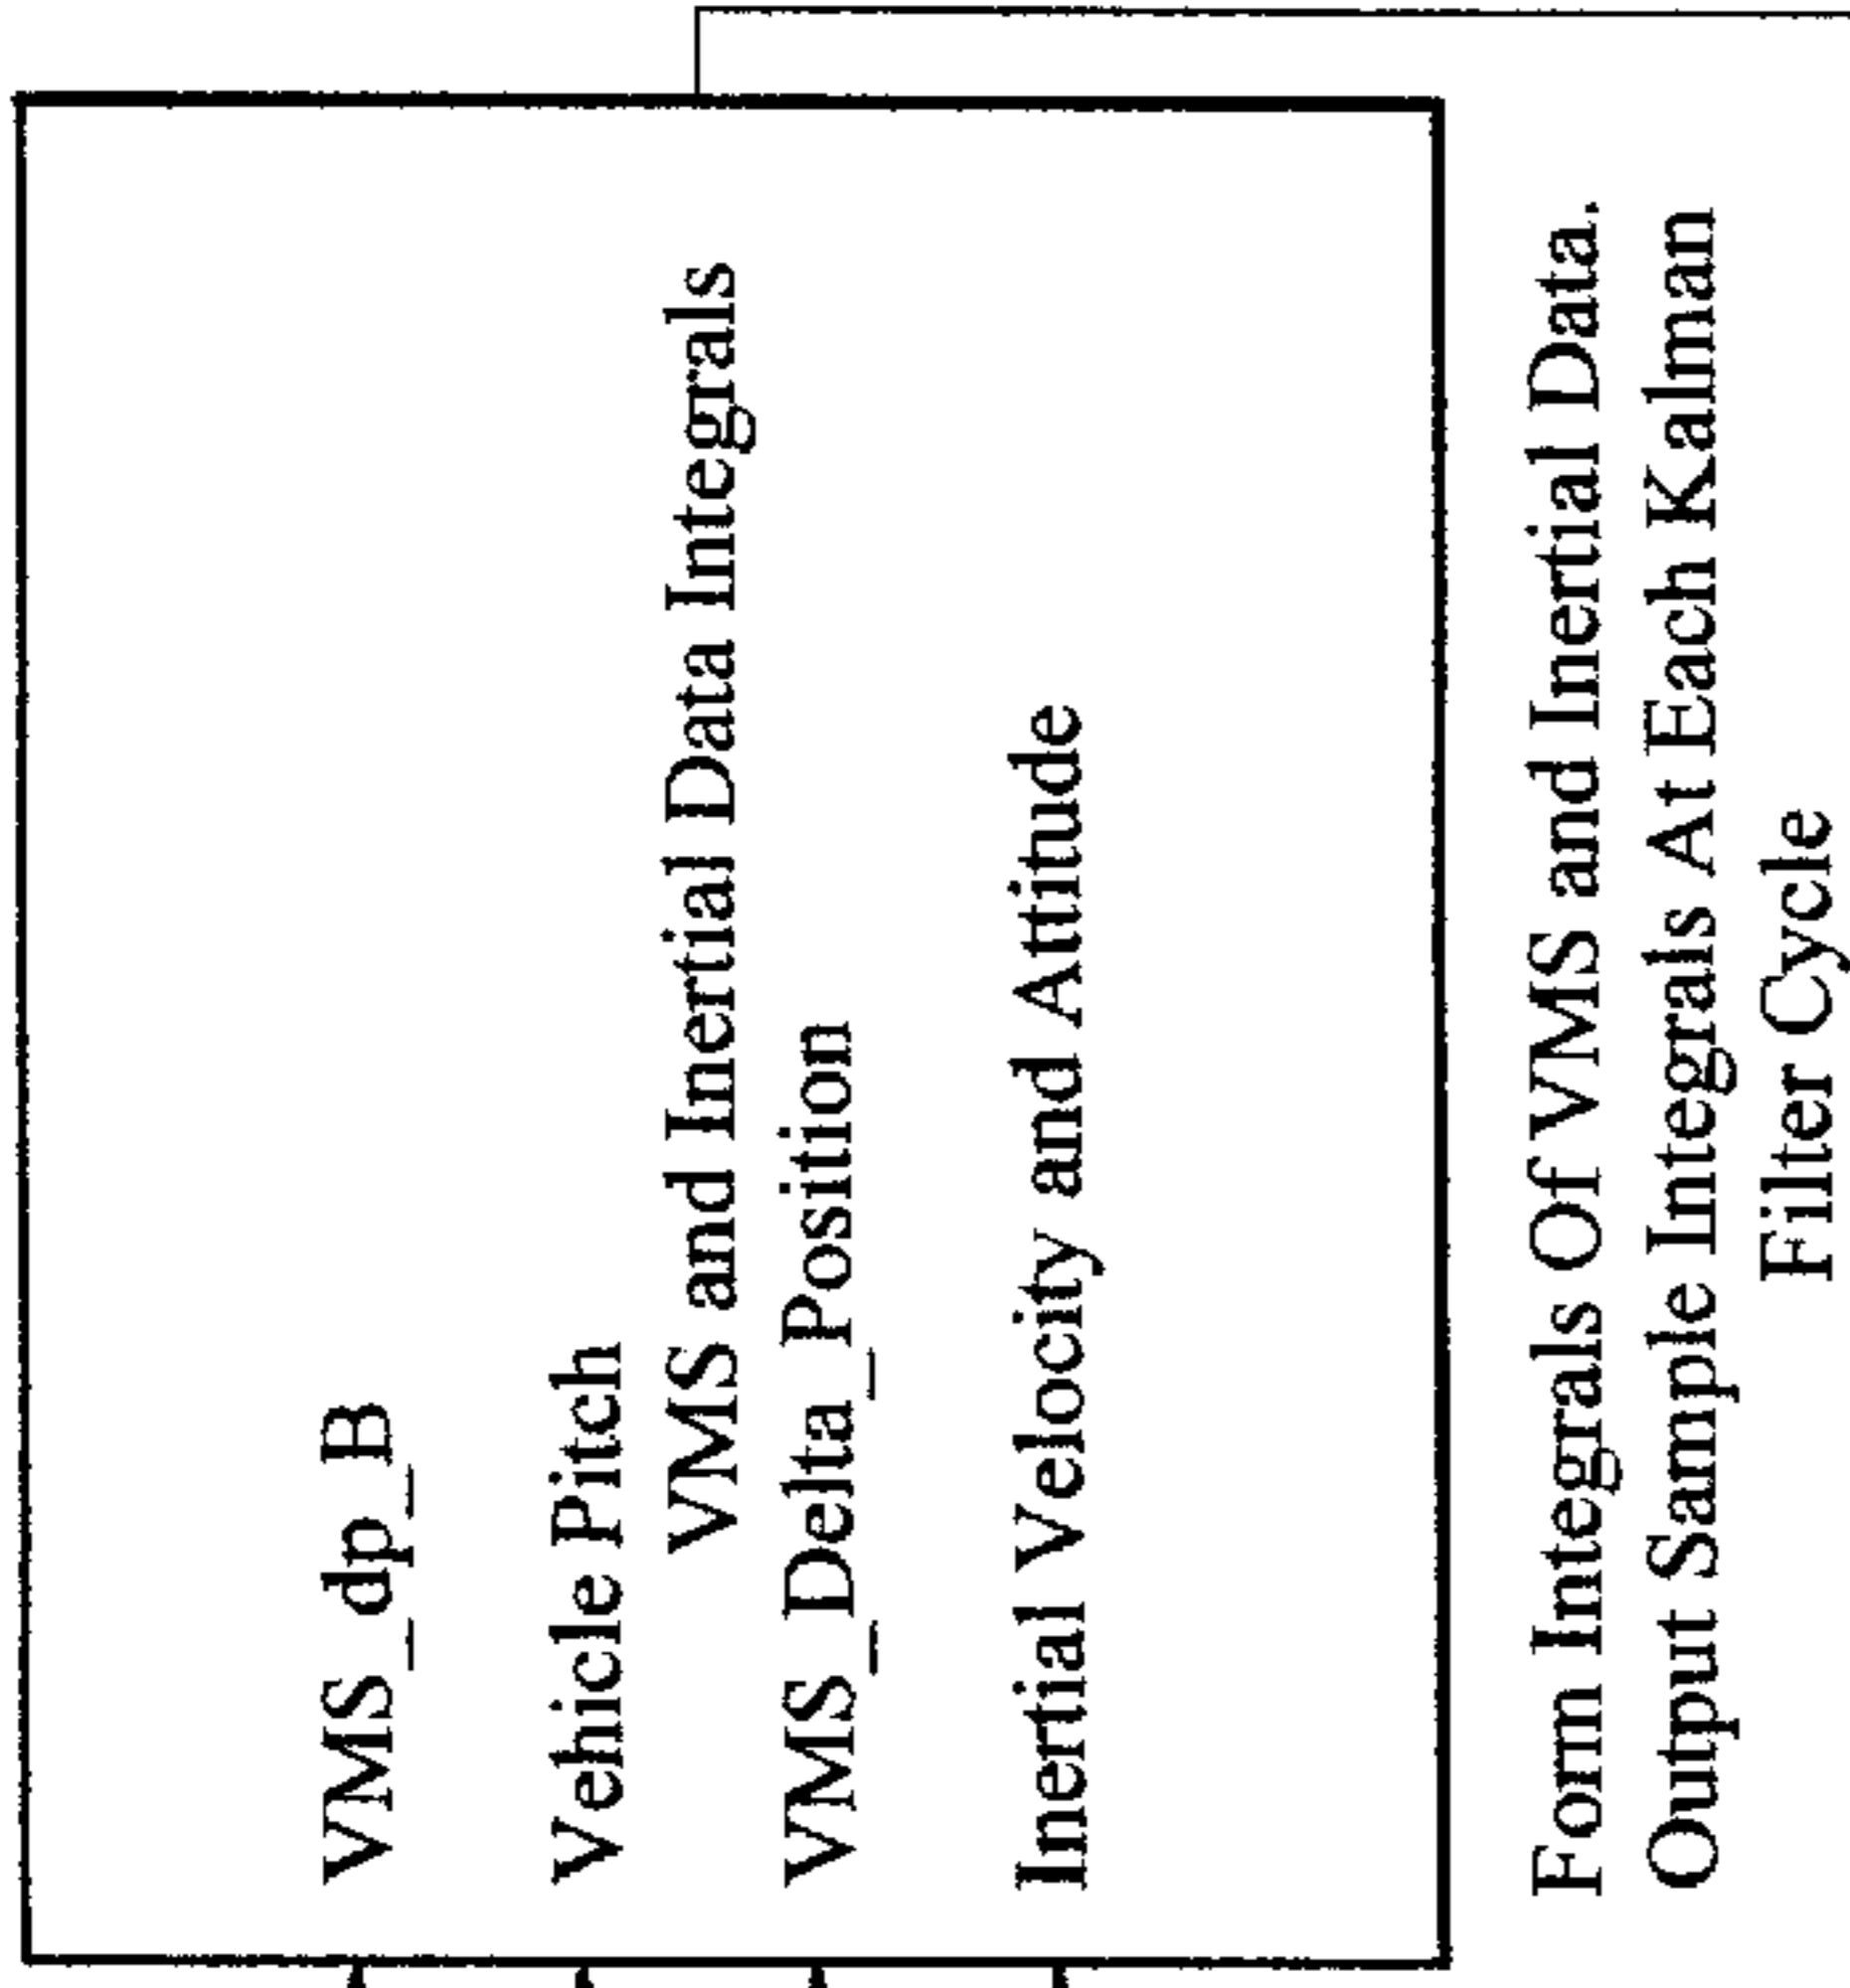 VMS_dp_B
Vehicle Pitch
VMS and Inertial Data Integrals
VMS_Delta_Position
Inertial Velocity and Attitude
Form Integrals Of VMS and Inertial Data.
Output Sample Integrals At Each Kalman
Filter Cycle